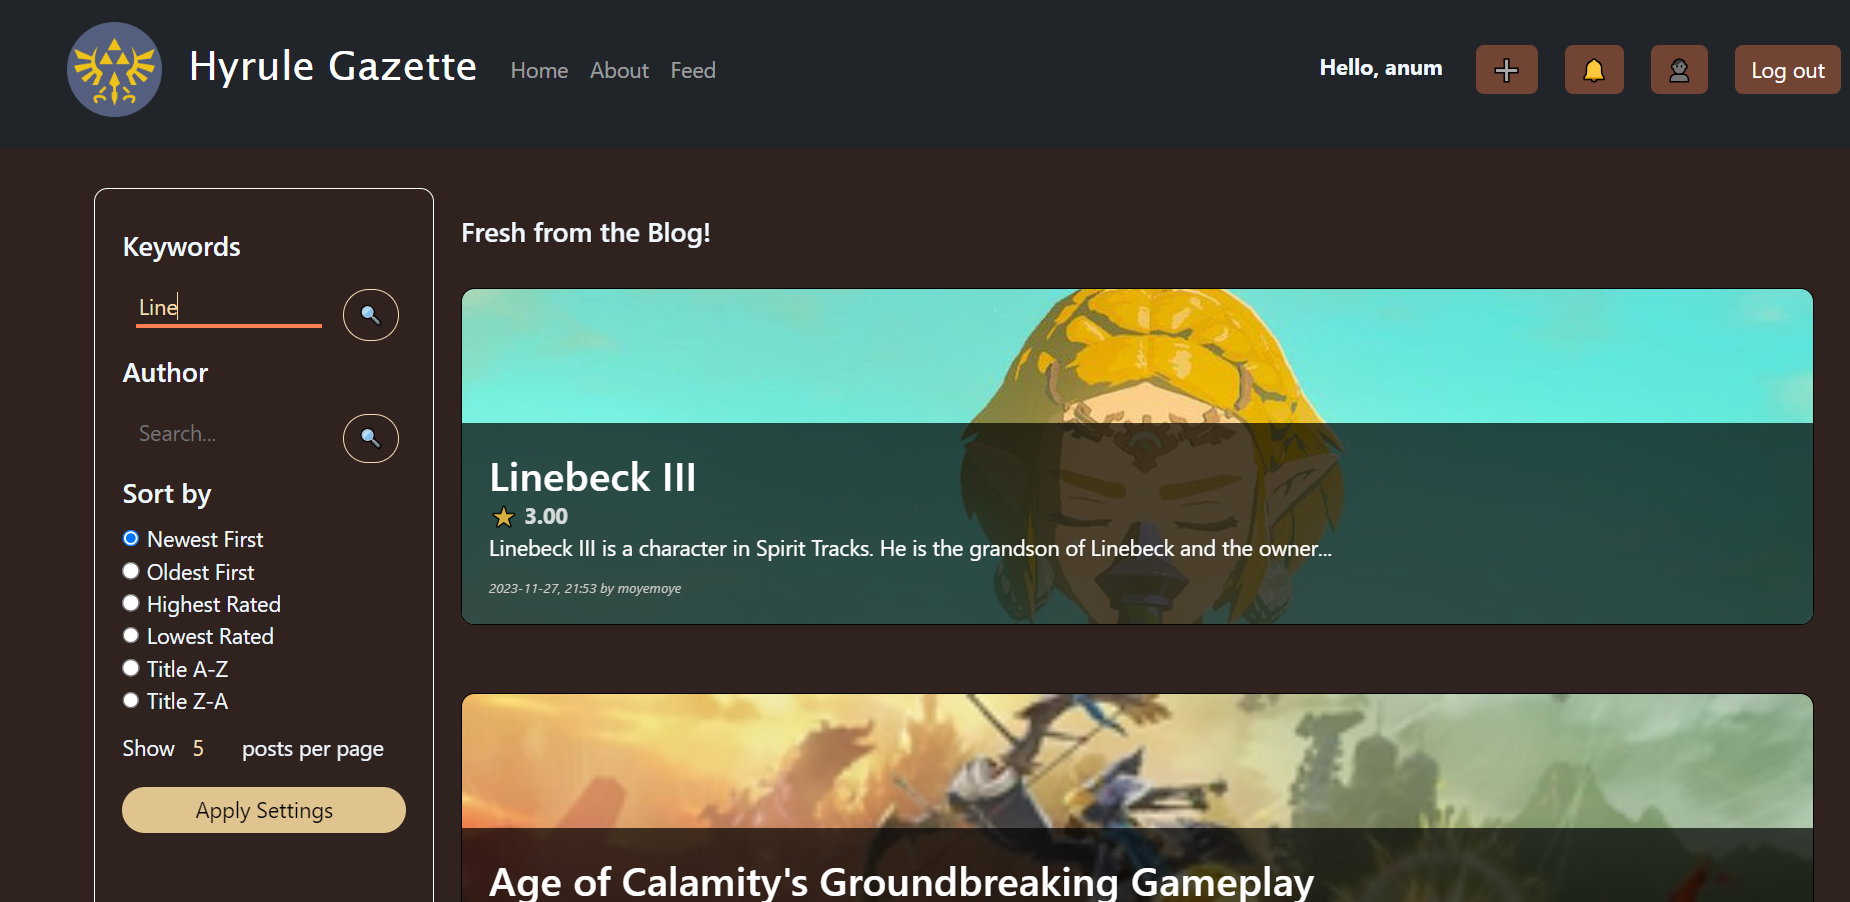 Hyrule Gazette Home About Feed Hello, anum Log out
Keywords
Line
Author
Search...
Sort by
Newest First
Oldest First
Highest Rated
Lowest Rated
Title A-Z
Title Z-A
Show 5 posts per page
Apply Settings
Fresh from the Blog!
Linebeck III
3.00
Linebeck III is a character in Spirit Tracks. He is the grandson of Linebeck and the owner...
2023-11-27, 21:53 by moyemoye
Age of Calamity's Groundbreaking Gameplay